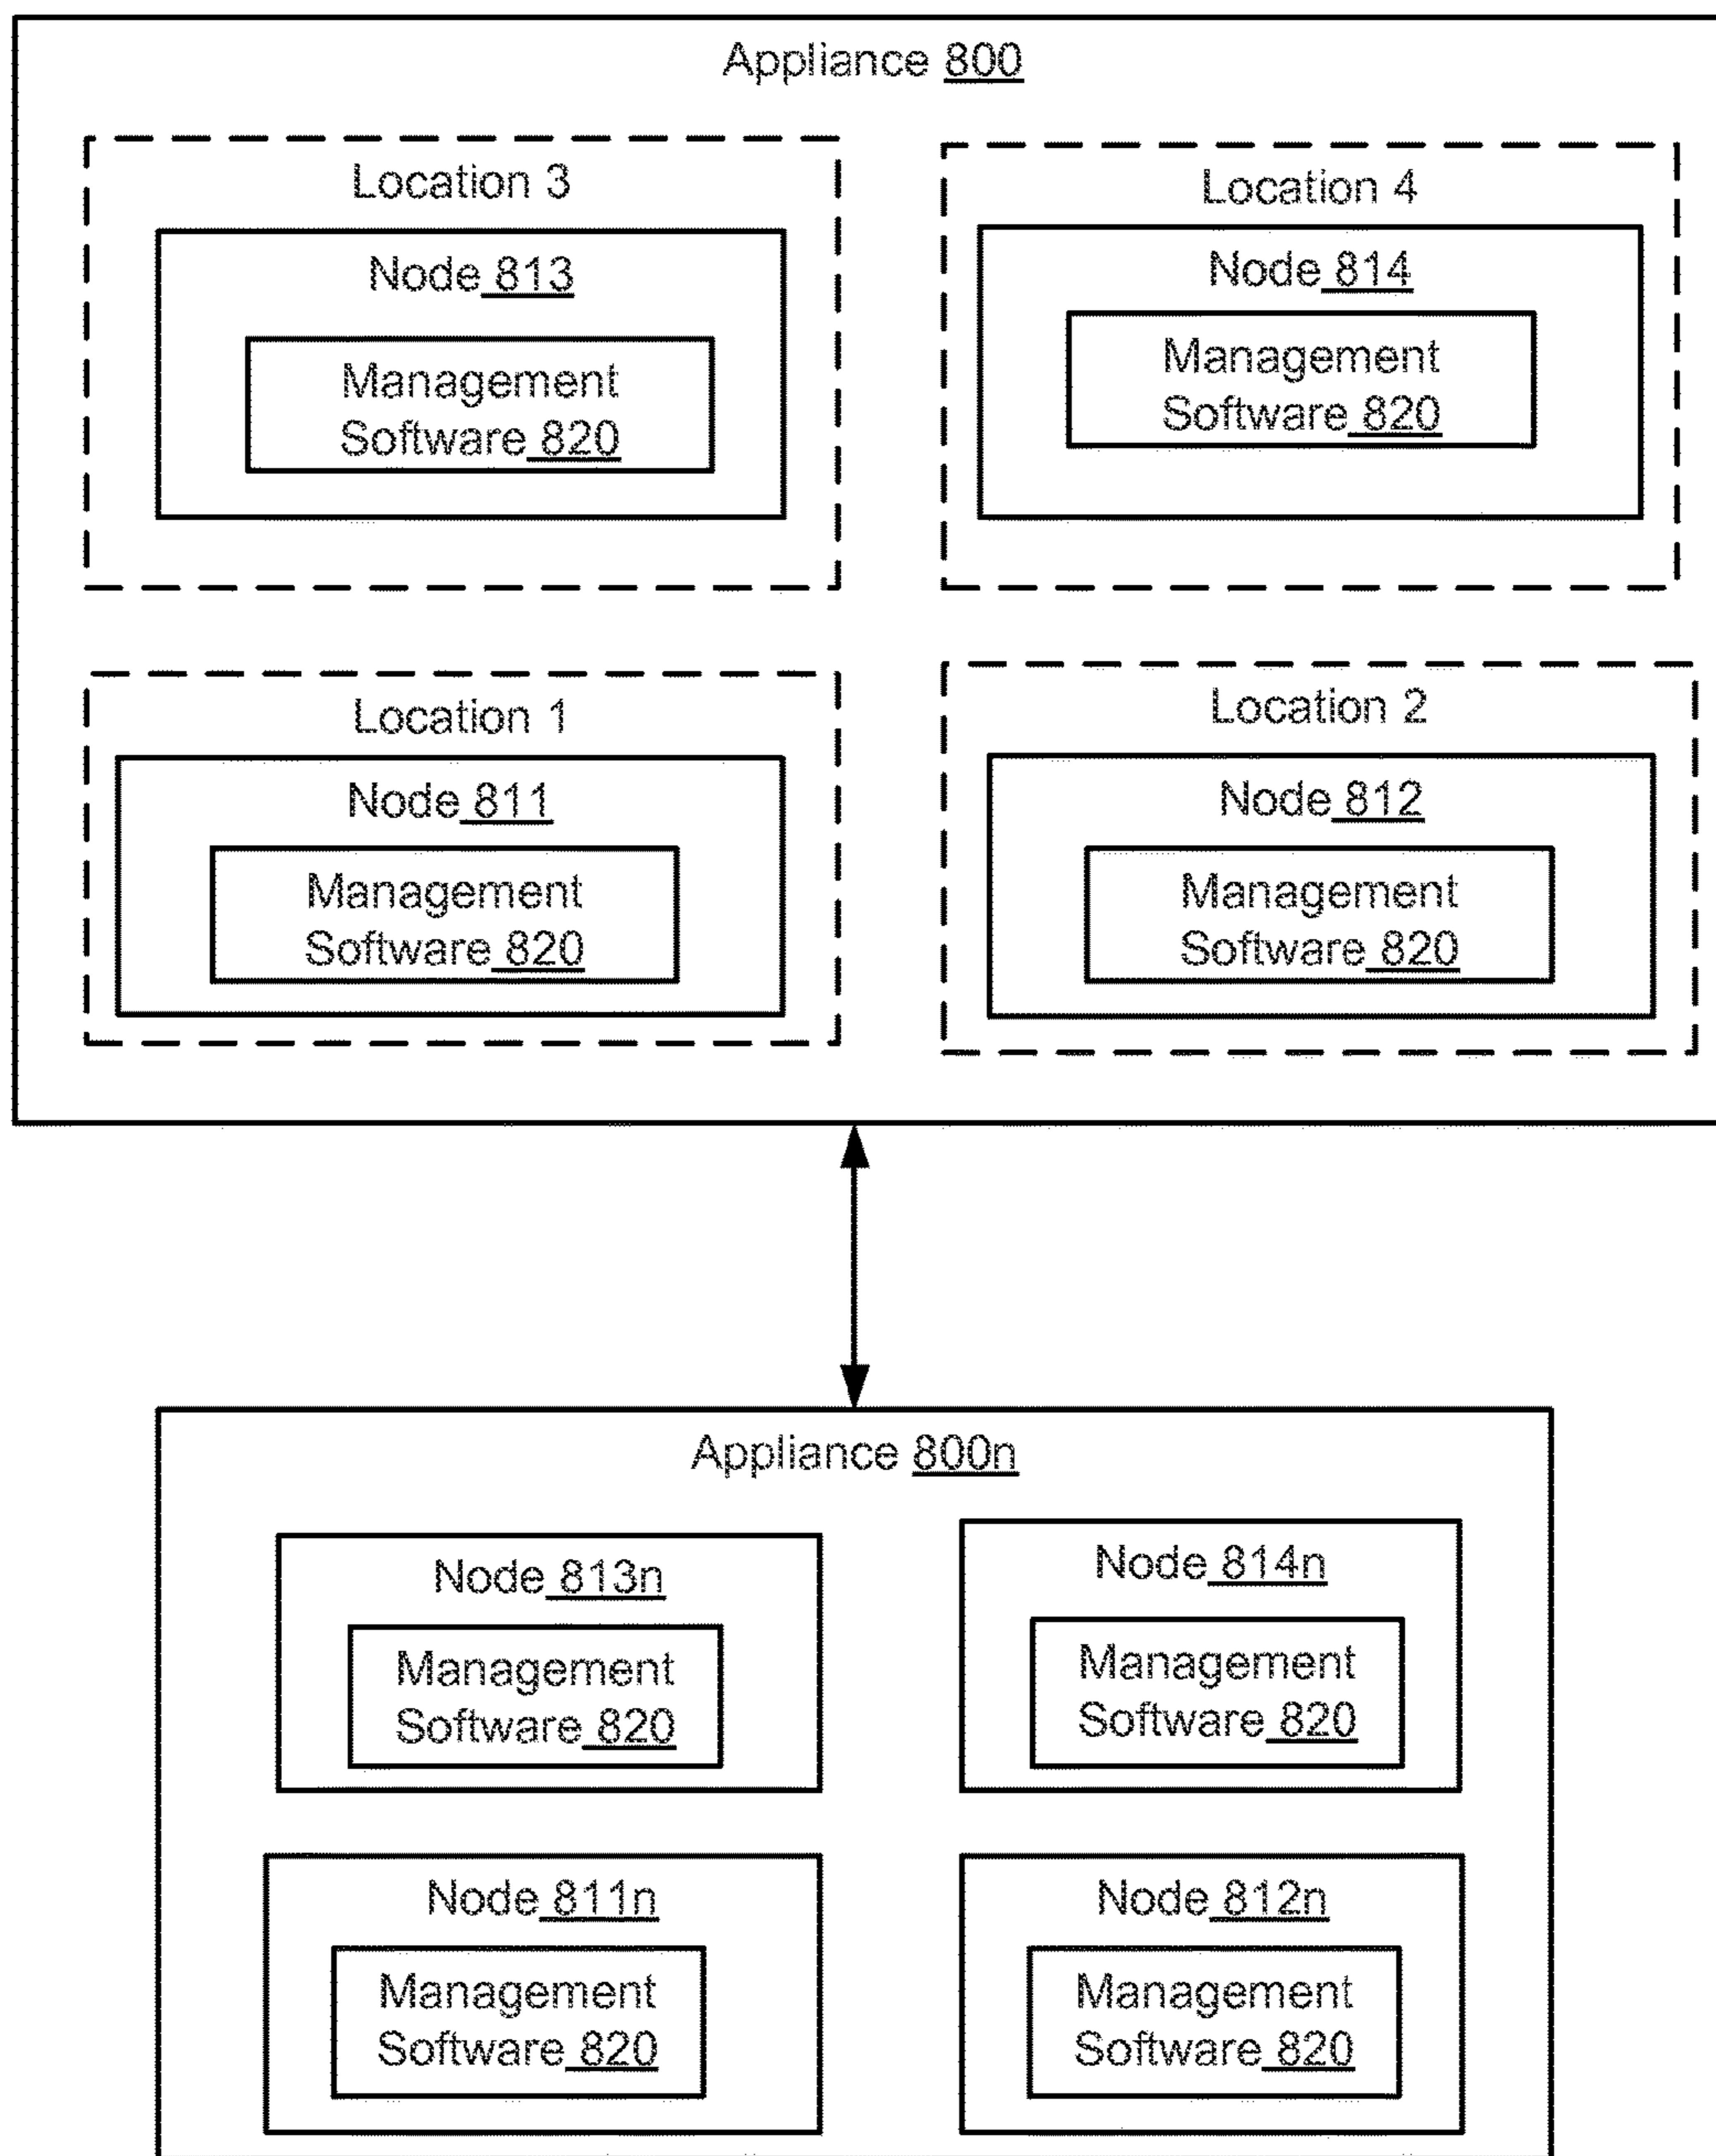 Appliance 800
Location 3
Node 813
Management
Software 820
Location 4
Node 814
Management
Software 820
Location 1
Node 811
Management
Software 820
Location 2
Node 812
Management
Software 820
Appliance 800n
Node 813n
Management
Software 820
Node 814n
Management
Software 820
Node 811n
Management
Software 820
Node 812n
Management
Software 820